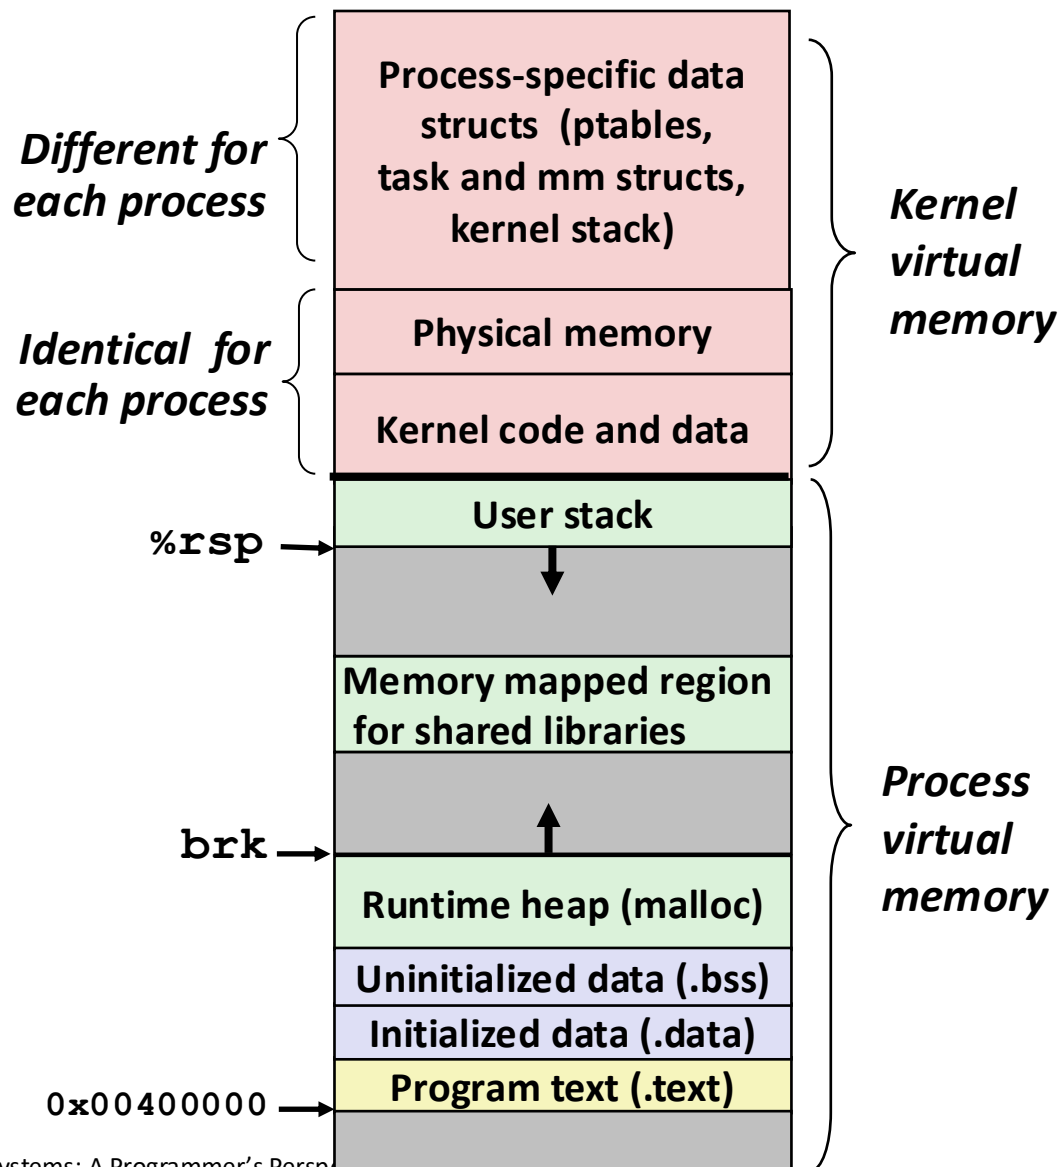 Process-specific data
structs (ptables,
task and mm structs,
kernel stack)
Different for
each process
Kernel
virtual
memory
Physical memory
Identical for
each process
Kernel code and data
User stack
%rsp
Memory mapped region
for shared libraries
Process
virtual
memory
brk
Runtime heap (malloc)
Uninitialized data (.bss)
Initialized data (.data)
Program text (.text)
0x00400000
A Programmer's